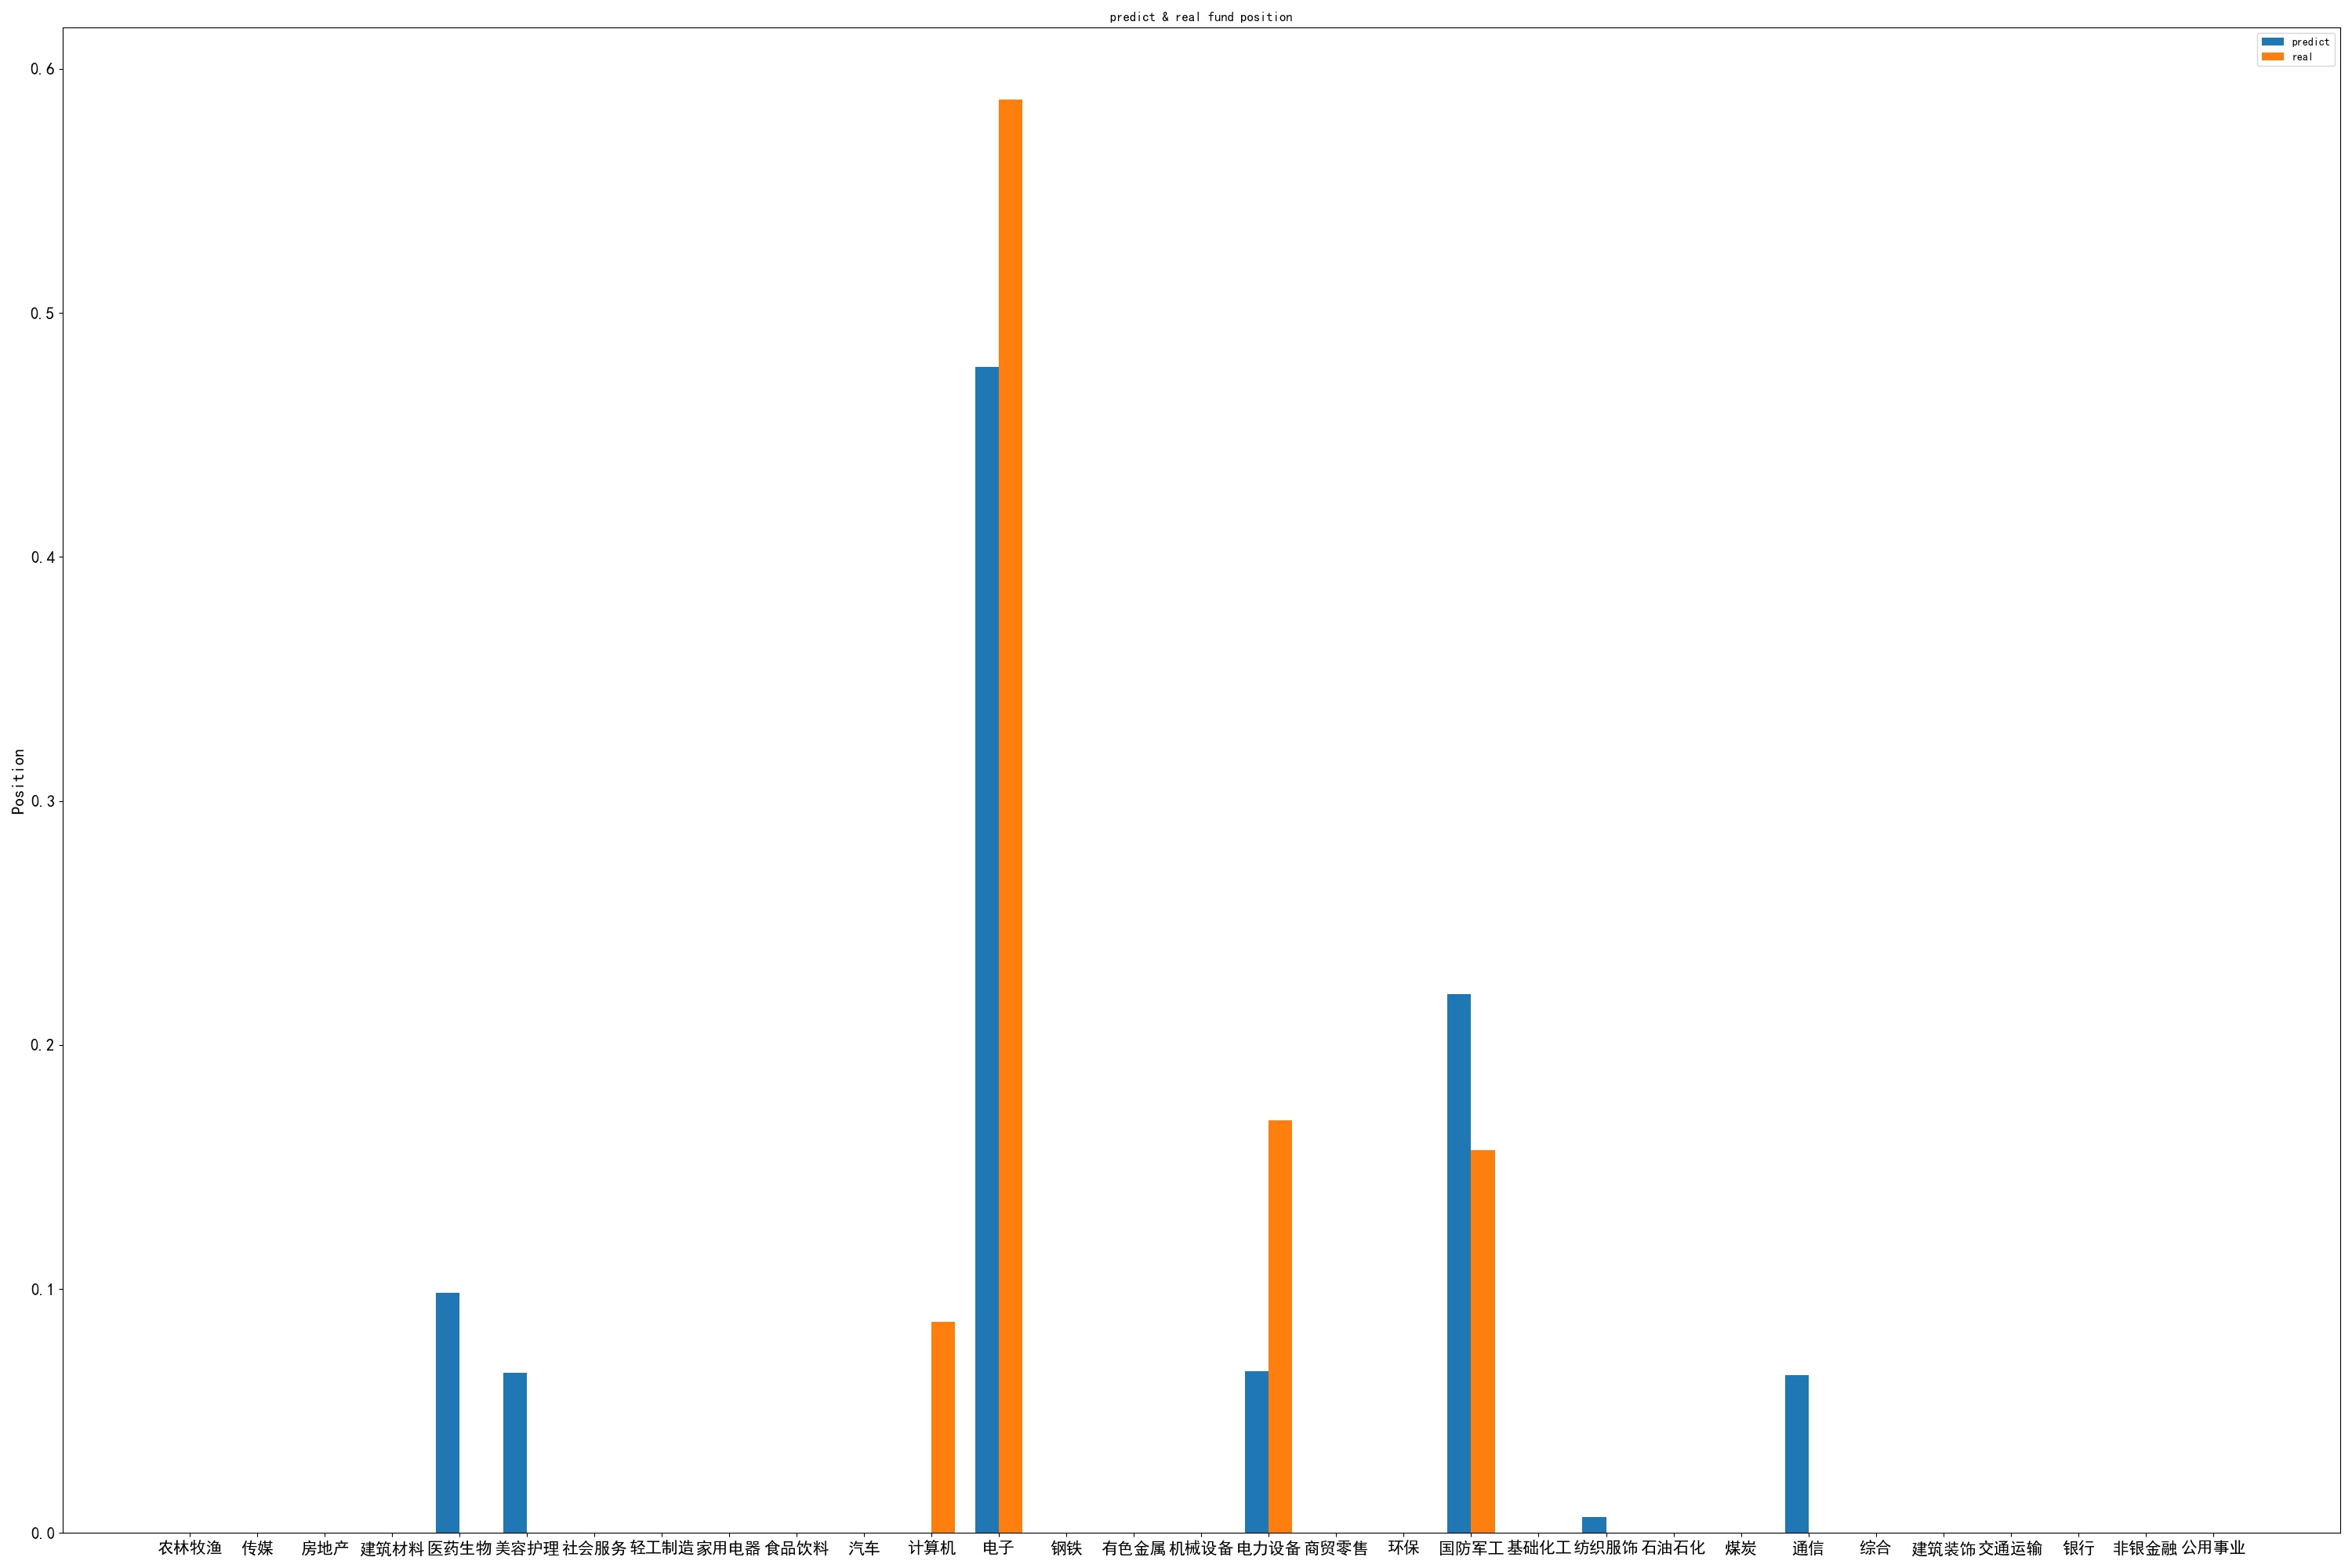 predict & real fund position
predict
real
0.6
0.5
0.4
0.3
0.2
0.1
0.0
Position
农林牧渔 传媒 房地产 建筑材料 医药生物 美容护理 社会服务 轻工制造 家用电器 食品饮料 汽车 计算机 电子 钢铁 有色金属 机械设备 电力设备 商贸零售 环保 国防军工 基础化工 纺织服饰 石油石化 煤炭 通信 综合 建筑装饰 交通运输 银行 非银金融 公用事业